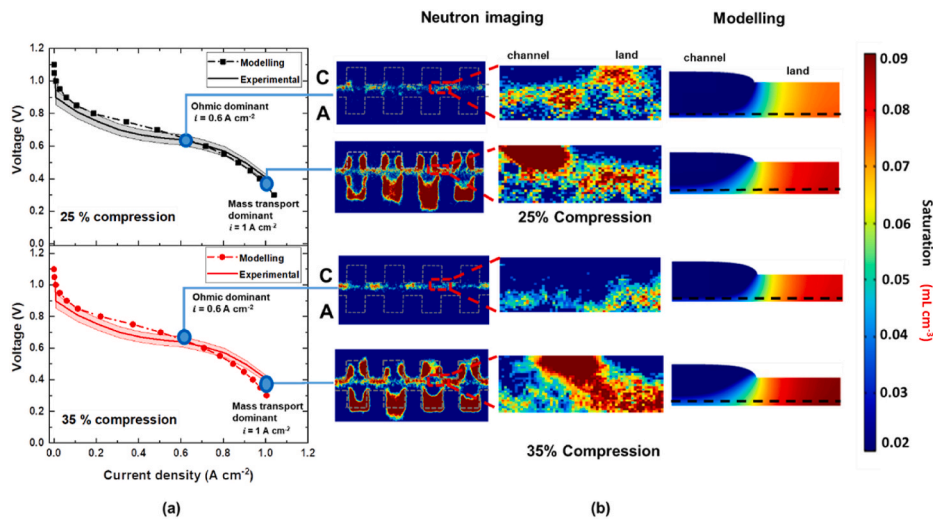 Neutron imaging
Modelling
channel
land
channel
land
C
A
1.2
1.0
0.8
0.6
0.4
0.2
0.0
Voltage (V)
Modelling
Experimental
Ohmic dominant
i = 0.6 A cm-2
Mass transport
dominant
i = 1 A cm-2
25 % compression
25% Compression
1.2
1.0
0.8
0.6
0.4
0.2
0.0
Voltage (V)
Modelling
Experimental
Ohmic dominant
i = 0.6 A cm-2
Mass transport
dominant
i = 1 A cm-2
35 % compression
C
A
35% Compression
0.0 0.2 0.4 0.6 0.8 1.0 1.2
Current density (A cm-2)
0.09
0.08
0.07
0.06
0.05
0.04
0.03
0.02
Saturation (mL cm-3)
(a)
(b)